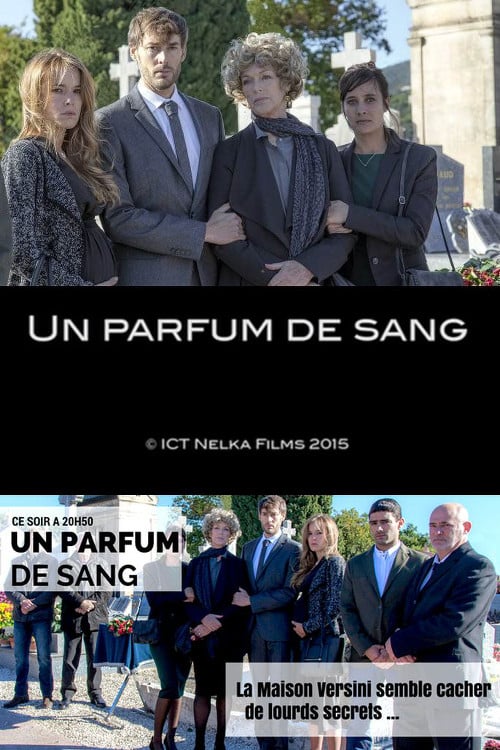 UN PARFUM DE SANG
© ICT NELKA FILMS 2015
CE SOIR A 20H50
UN PARFUM
DE SANG
La Maison Versini semble cacher
de lourds secrets ...